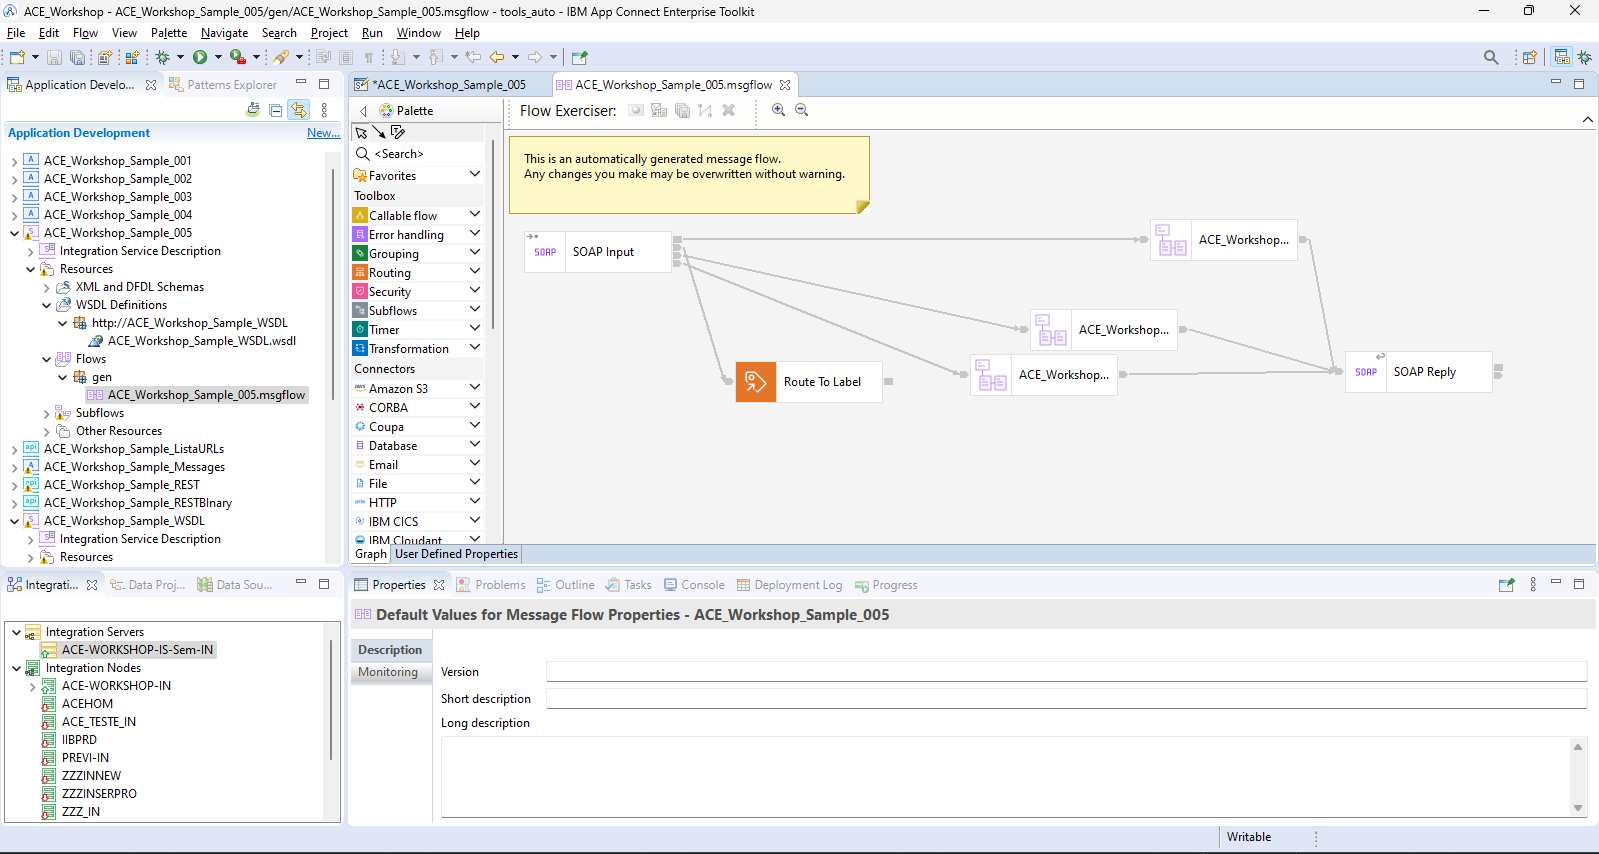 ACE_Workshop - ACE_Workshop_Sample_005/gen/ACE_Workshop_Sample_005.msgflow - tools_auto - IBM App Connect Enterprise Toolkit
File Edit Flow View Palette Navigate Search Project Run Window Help
Application Develo...
Patterns Explorer
Application Development
New...
ACE_Workshop_Sample_001
ACE_Workshop_Sample_002
ACE_Workshop_Sample_003
ACE_Workshop_Sample_004
ACE_Workshop_Sample_005
Integration Service Description
Resources
XML and DFDL Schemas
WSDL Definitions
http://ACE_Workshop_Sample_WSDL
ACE_Workshop_Sample_WSDL.wsdl
Flows
gen
ACE_Workshop_Sample_005.msgflow
Subflows
Other Resources
ACE_Workshop_Sample_ListaURLs
ACE_Workshop_Sample_Messages
ACE_Workshop_Sample_REST
ACE_Workshop_Sample_RESTBInary
ACE_Workshop_Sample_WSDL
Integration Service Description
Resources
*ACE_Workshop_Sample_005
ACE_Workshop_Sample_005.msgflow
Palette
<Search>
Favorites
Toolbox
Callable flow
Error handling
Grouping
Routing
Security
Subflows
Timer
Transformation
Connectors
Amazon S3
CORBA
Coupa
Database
Email
File
HTTP
IBM CICS
IBM Cloudant
Flow Exerciser:
This is an automatically generated message flow.
Any changes you make may be overwritten without warning.
SOAP
SOAP Input
ACE_Workshop...
ACE_Workshop...
ACE_Workshop...
Route To Label
SOAP
SOAP Reply
Graph
User Defined Properties
Integrati...
Data Proj...
Data Sou...
Integration Servers
ACE-WORKSHOP-IS-Sem-IN
Integration Nodes
ACE-WORKSHOP-IN
ACEHOM
ACE_TESTE_IN
IIBPRD
PREVI-IN
ZZZINNEW
ZZZINSERPRO
ZZZ_IN
Properties
Problems
Outline
Tasks
Console
Deployment Log
Progress
Default Values for Message Flow Properties - ACE_Workshop_Sample_005
Description
Monitoring
Version
Short description
Long description
Writable